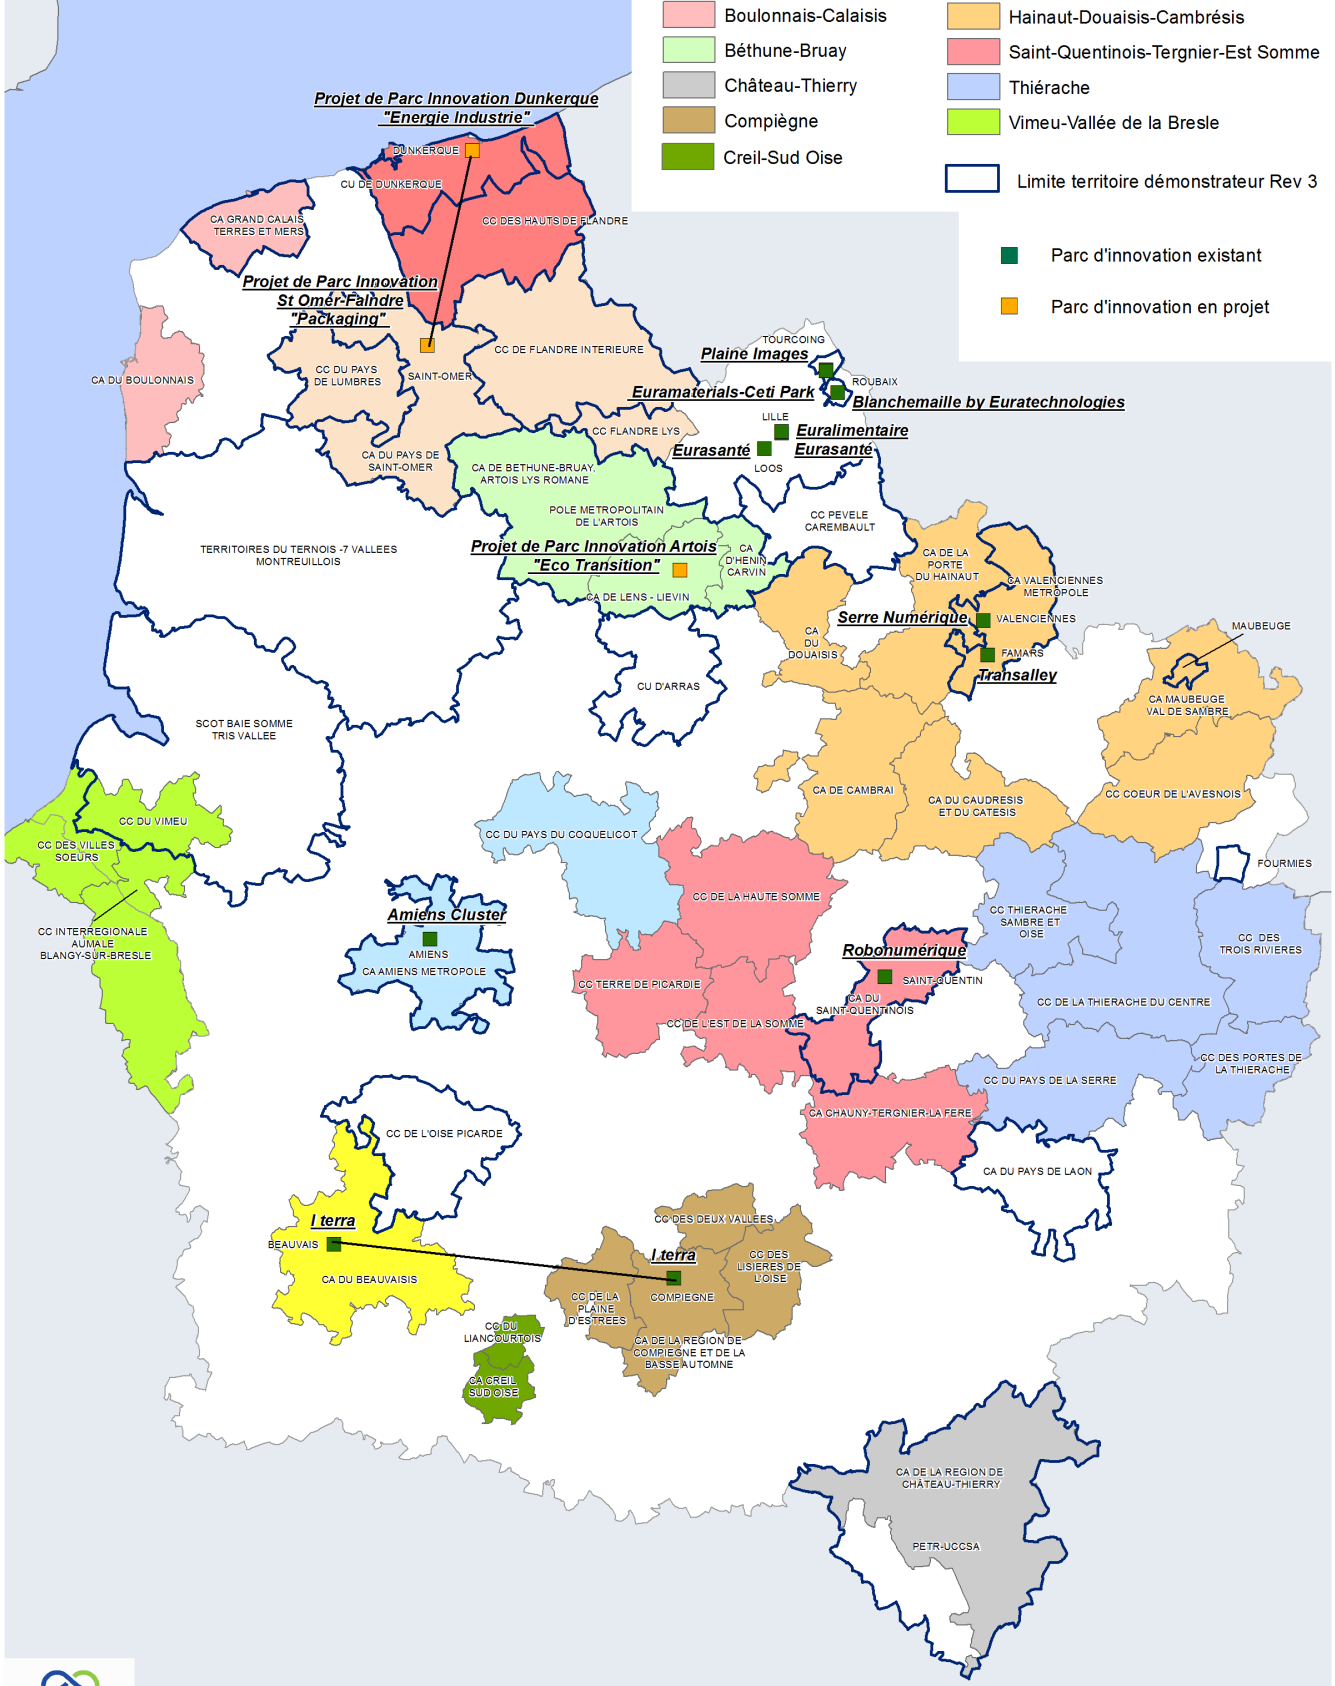 Boulonnais-Calaisis
Béthune-Bruay
Château-Thierry
Compiègne
Creil-Sud Oise
Hainaut-Douaisis-Cambrésis
Saint-Quentinois-Tergnier-Est Somme
Thiérache
Vimeu-Vallée de la Bresle
Limite territoire démonstrateur Rev 3
Parc d'innovation existant
Parc d'innovation en projet
Projet de Parc Innovation Dunkerque
"Energie Industrie"
DUNKERQUE
CU DE DUNKERQUE
CC DES HAUTS DE FLANDRE
CA GRAND CALAIS
TERRES ET MERS
Projet de Parc Innovation
St Omer-Falndre
"Packaging"
CC DE FLANDRE INTERIEURE
CC DU PAYS
DE LUMBRES
SAINT-OMER
CA DU BOULONNAIS
TOURCOING
Plaine Images
ROUBAIX
Euramaterials-Ceti Park
Blanchemaille by Euratechnologies
LILLE
Euralimentaire
Eurasanté
Eurasanté
LOOS
CC FLANDRE LYS
CA DU PAYS DE
SAINT-OMER
CA DE BETHUNE-BRUAY,
ARTOIS LYS ROMANE
POLE METROPOLITAIN
DE L'ARTOIS
CC PEVELE
CAREMBAULT
Projet de Parc Innovation Artois
"Eco Transition"
CA
D'HENIN
CARVIN
CA DE LENS - LIEVIN
TERRITOIRES DU TERNOIS -7 VALLEES
MONTREUILLOIS
CA DE LA
PORTE
DU HAINAUT
CA VALENCIENNES
METROPOLE
Serre Numérique
VALENCIENNES
FAMARS
Transalley
CA
DU
DOUAISIS
MAUBEUGE
CA MAUBEUGE
VAL DE SAMBRE
CU D'ARRAS
SCOT BAIE SOMME
TRIS VALLEE
CA DE CAMBRAI
CA DU CAUDRESIS
ET DU CATESIS
CC COEUR DE L'AVESNOIS
CC DU VIMEU
CC DES VILLES
SOEURS
CC DU PAYS DU COQUELICOT
FOURMIES
CC DE LA HAUTE SOMME
CC INTERREGIONALE
AUMALE
BLANGY-SUR-BRESLE
Amiens Cluster
AMIENS
CA AMIENS METROPOLE
CC THIERACHE
SAMBRE ET
OISE
CC DES
TROIS RIVIERES
Robonumérique
SAINT-QUENTIN
CA DU
SAINT-QUENTINOIS
CC TERRE DE PICARDIE
CC DE L'EST DE LA SOMME
CC DE LA THIERACHE DU CENTRE
CC DES PORTES DE
LA THIERACHE
CC DU PAYS DE LA SERRE
CA CHAUNY-TERGNIER-LA FERE
CC DE L'OISE PICARDE
CA DU PAYS DE LAON
I terra
BEAUVAIS
CA DU BEAUVAISIS
CC DES DEUX VALLEES
I terra
COMPIEGNE
CC DES
LISIERES DE
L'OISE
CC DE LA
PLAINE
D'ESTREES
CA DE LA REGION DE
COMPIEGNE ET DE LA
BASSE AUTOMNE
CC DU
LIANCOURTOIS
CA CREIL
SUD OISE
CA DE LA REGION DE
CHÂTEAU-THIERRY
PETR-UCCSA